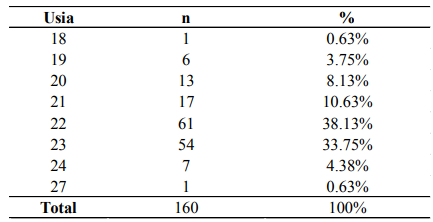 Usia n %
18 1 0.63%
19 6 3.75%
20 13 8.13%
21 17 10.63%
22 61 38.13%
23 54 33.75%
24 7 4.38%
27 1 0.63%
Total 160 100%